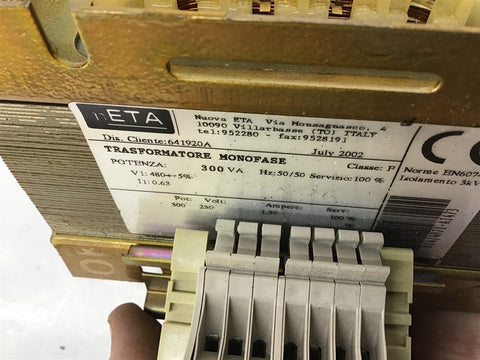 nETA
Nuova ETA Via Monsagnasco, 4
10090 Villarbasse (TO) ITALY
tel:952280 - fax:9528191
Dis. Cliente:641920A
July 2002
TRASFORMATORE MONOFASE
POTENZA: 300 VA
Classe: F
V1: 480+-5% Hz:50/50 Servizio:100 %
I1: 0.63
Pot: Volt: Ampere: Serv:
300 230 1.30 100 %
CE
Norme
Isolamento 3kV